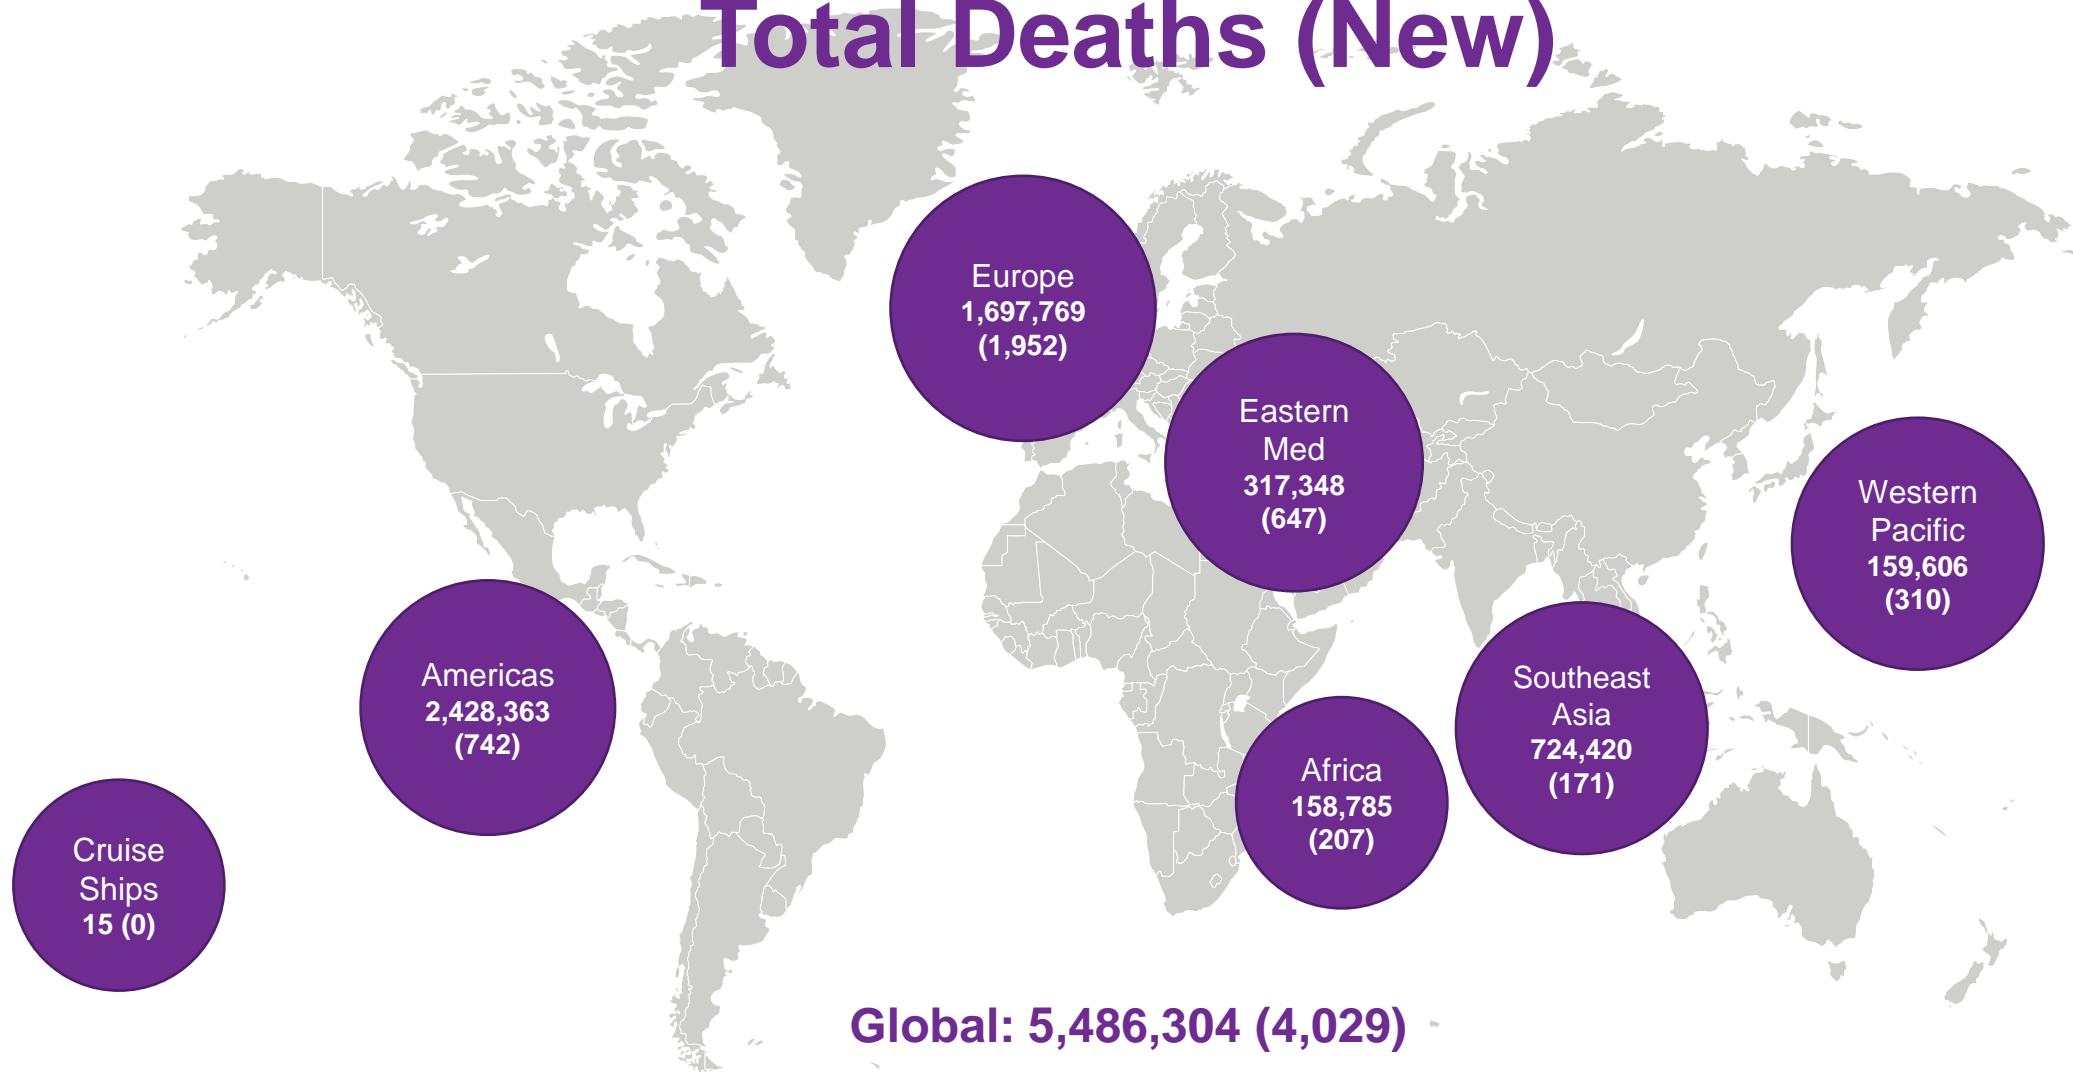 Total Deaths (New)
Europe
1,697,769
(1,952)
Eastern
Med
317,348
(647)
Western
Pacific
159,606
(310)
Americas
2,428,363
(742)
Southeast
Asia
724,420
(171)
Africa
158,785
(207)
Cruise
Ships
15 (0)
Global: 5,486,304 (4,029)